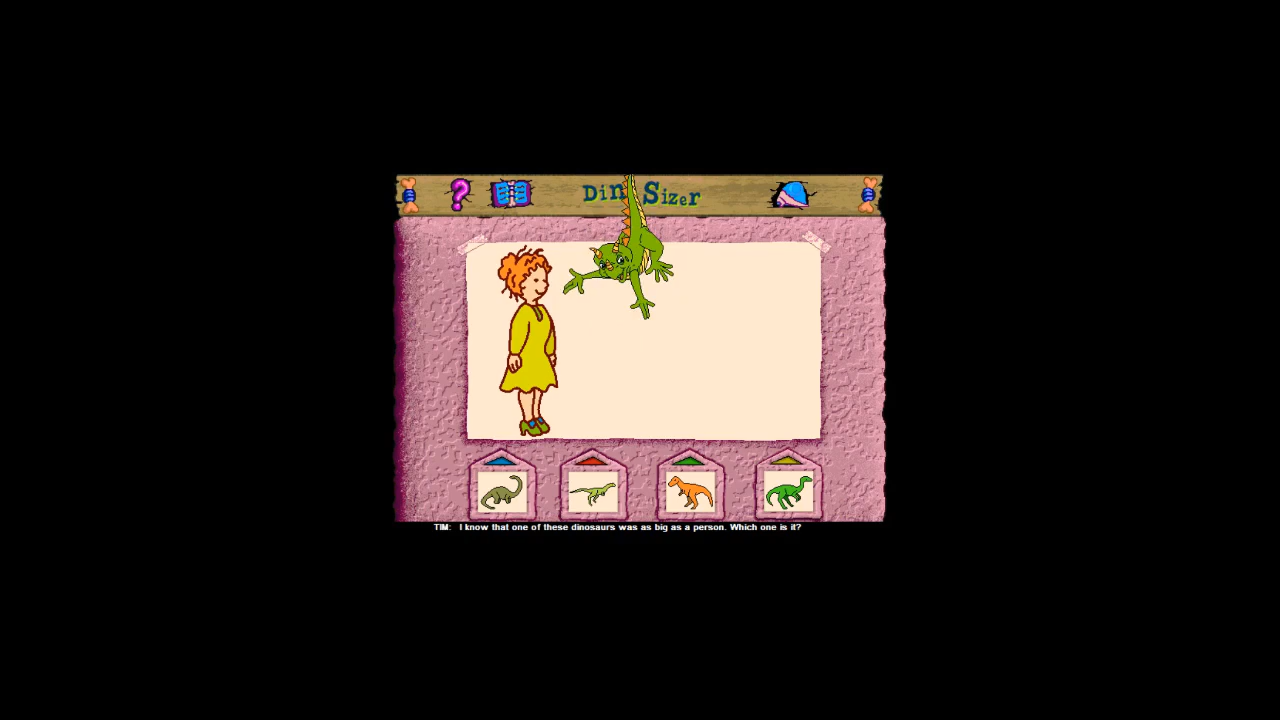 Din Sizer
TIM: I know that one of these dinosaurs was as big as a person. Which one is it?